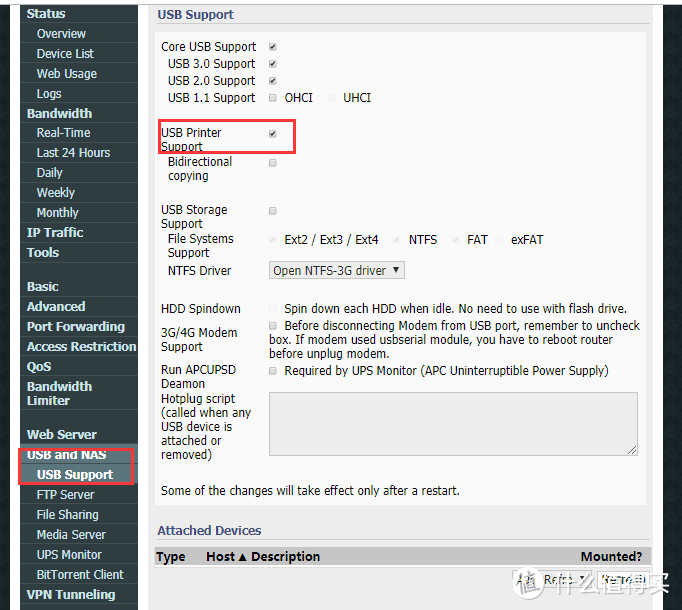 Status
Overview
Device List
Web Usage
Logs
Bandwidth
Real-Time
Last 24 Hours
Daily
Weekly
Monthly
IP Traffic
Tools
Basic
Advanced
Port Forwarding
Access Restriction
QoS
Bandwidth
Limiter
Web Server
USB and NAS
USB Support
FTP Server
File Sharing
Media Server
UPS Monitor
BitTorrent Client
VPN Tunneling
USB Support
Core USB Support
USB 3.0 Support
USB 2.0 Support
USB 1.1 Support OHCI UHCI
USB Printer
Support
Bidirectional
copying
USB Storage
Support
File Systems Ext2 / Ext3 / Ext4 NTFS FAT exFAT
Support
NTFS Driver Open NTFS-3G driver
HDD Spindown Spin down each HDD when idle. No need to use with flash drive.
3G/4G Modem
Support
Before disconnecting Modem from USB port, remember to uncheck
box. If modem used usbserial module, you have to reboot router
before unplug modem.
Run APCUPSD
Deamon
Required by UPS Monitor (APC Uninterruptible Power Supply)
Hotplug script
(called when any
USB device is
attached or
removed)
Some of the changes will take effect only after a restart.
Attached Devices
Type Host Description Mounted?
Refresh
值 什么值得买